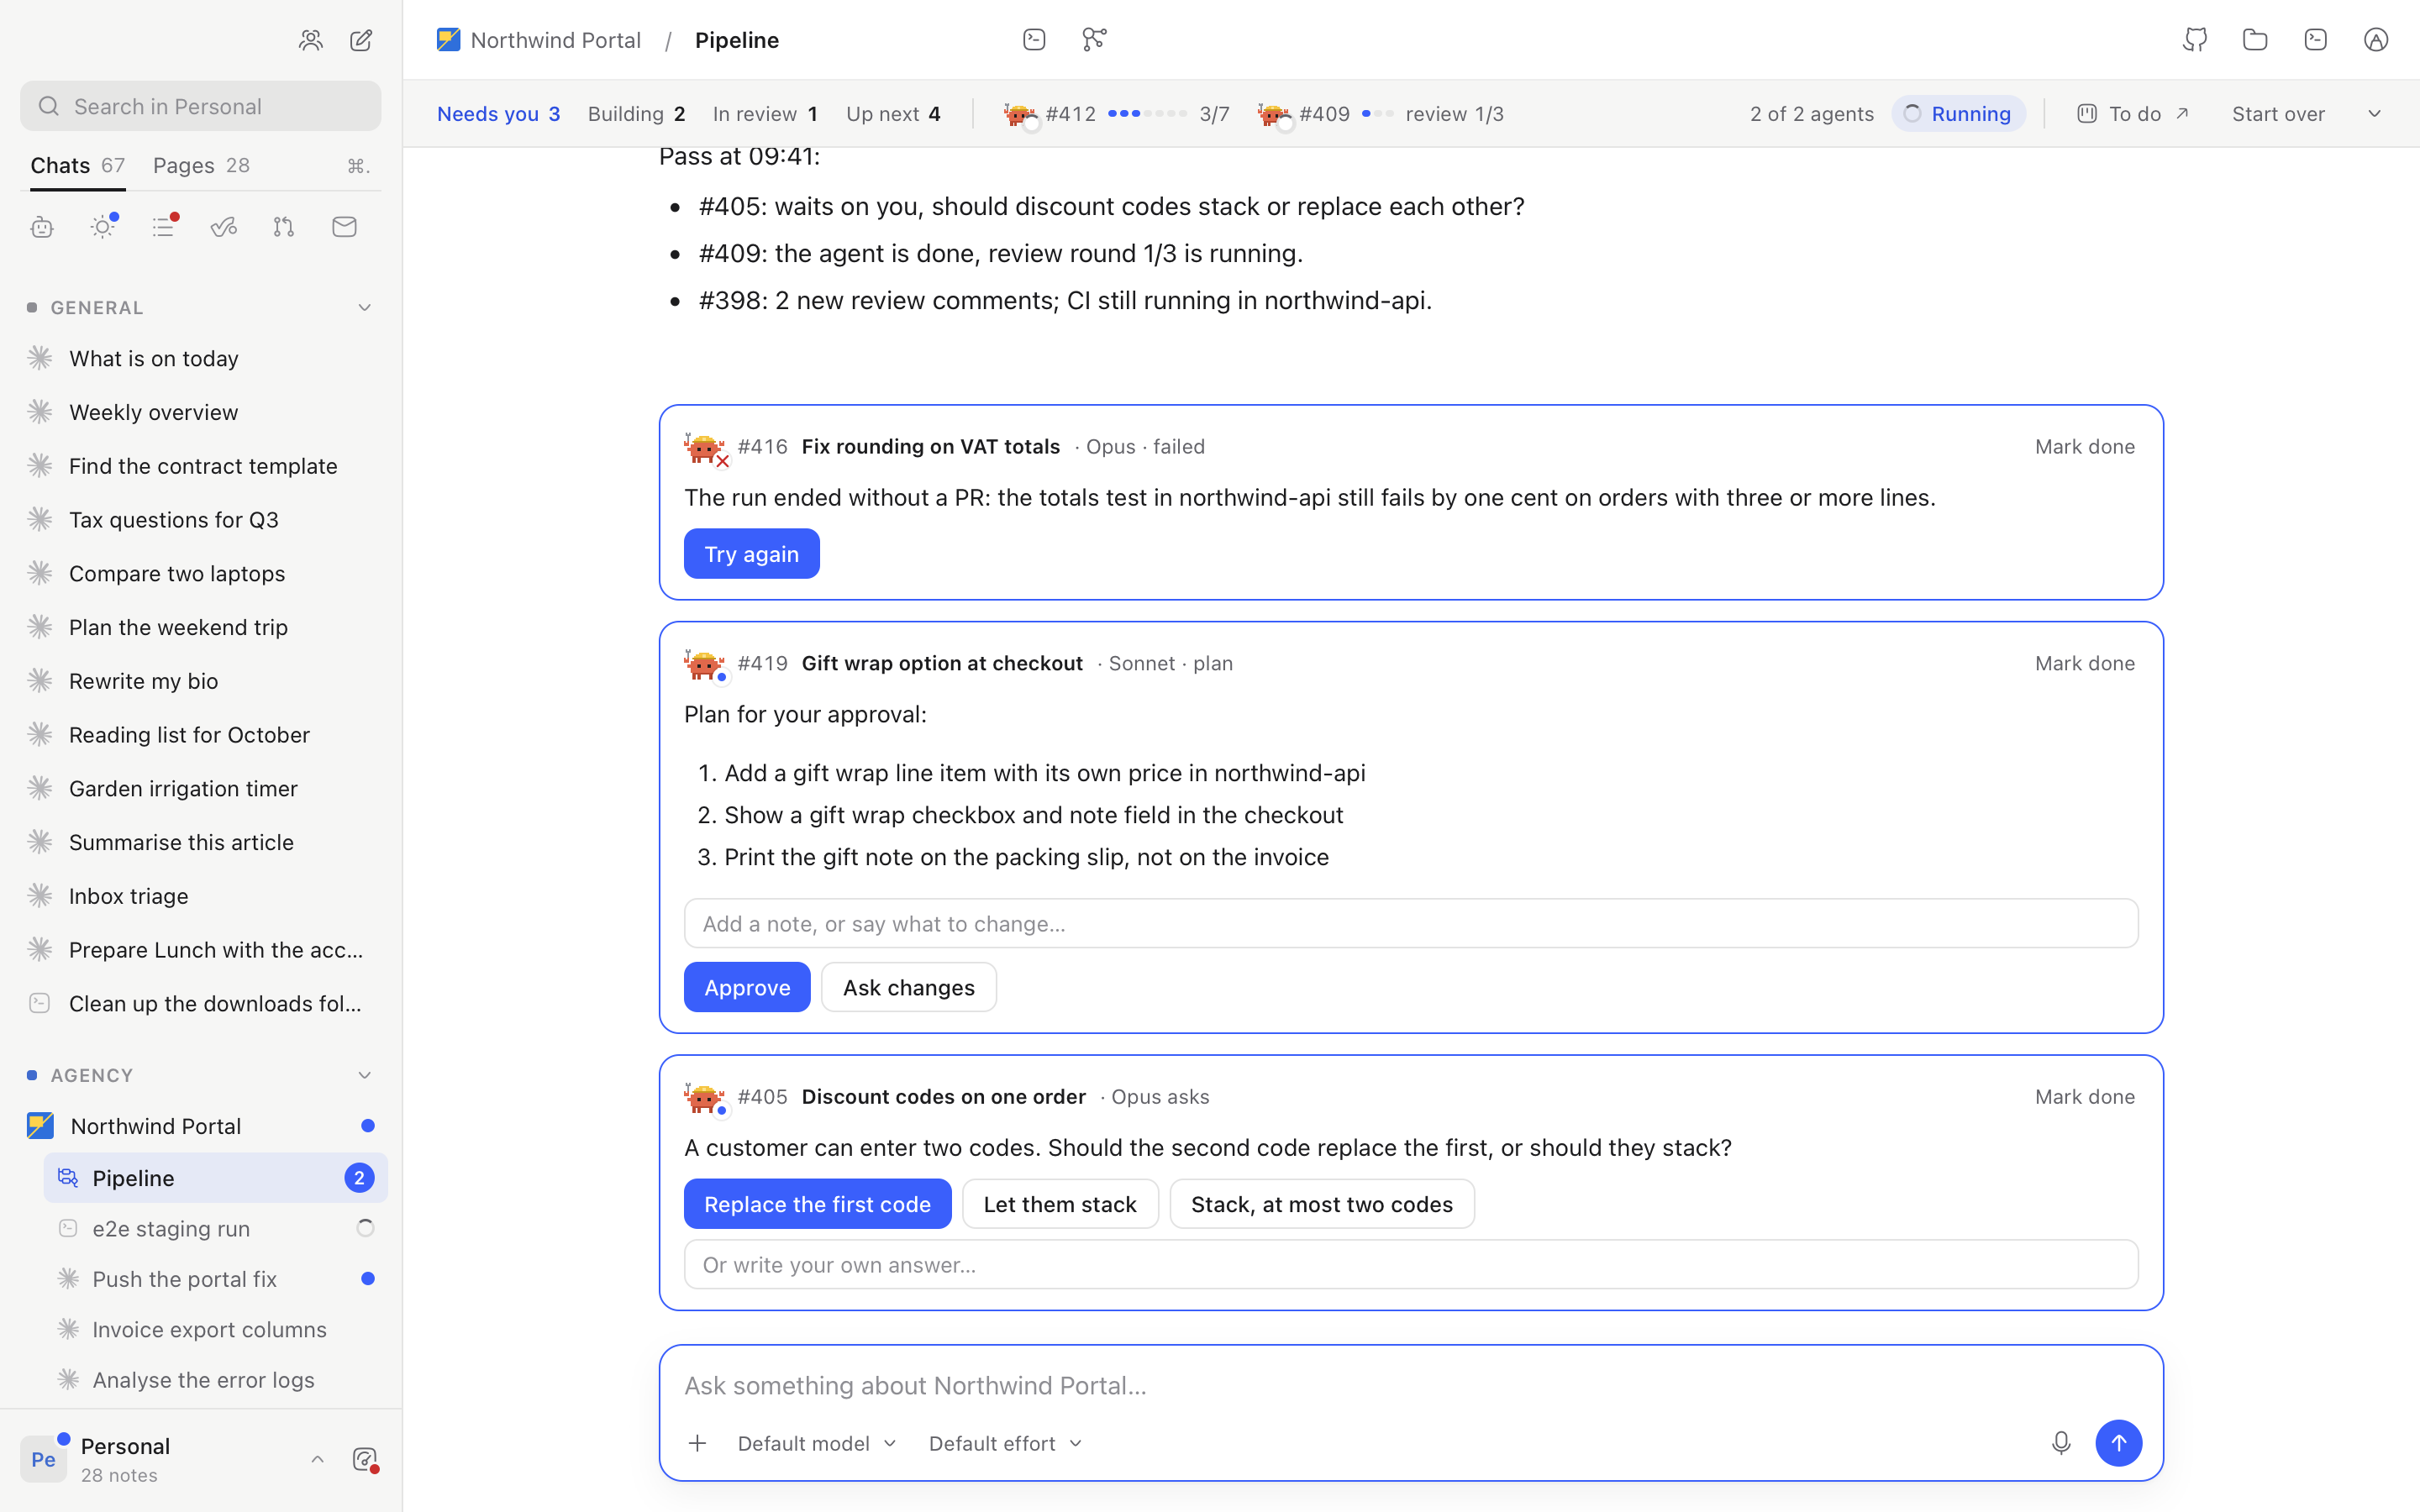 Northwind Portal / Pipeline
Search in Personal
Chats 67 Pages 28 ⌘.
GENERAL
What is on today
Weekly overview
Find the contract template
Tax questions for Q3
Compare two laptops
Plan the weekend trip
Rewrite my bio
Reading list for October
Garden irrigation timer
Summarise this article
Inbox triage
Prepare Lunch with the acc...
Clean up the downloads fol...
AGENCY
Northwind Portal
Pipeline 2
e2e staging run
Push the portal fix
Invoice export columns
Analyse the error logs
Pe
Personal
28 notes
Needs you 3 Building 2 In review 1 Up next 4 #412 3/7 #409 review 1/3 2 of 2 agents Running To do Start over
Pass at 09:41:
• #405: waits on you, should discount codes stack or replace each other?
• #409: the agent is done, review round 1/3 is running.
• #398: 2 new review comments; CI still running in northwind-api.
#416 Fix rounding on VAT totals · Opus · failed Mark done
The run ended without a PR: the totals test in northwind-api still fails by one cent on orders with three or more lines.
Try again
#419 Gift wrap option at checkout · Sonnet · plan Mark done
Plan for your approval:
1. Add a gift wrap line item with its own price in northwind-api
2. Show a gift wrap checkbox and note field in the checkout
3. Print the gift note on the packing slip, not on the invoice
Add a note, or say what to change...
Approve Ask changes
#405 Discount codes on one order · Opus asks Mark done
A customer can enter two codes. Should the second code replace the first, or should they stack?
Replace the first code Let them stack Stack, at most two codes
Or write your own answer...
Ask something about Northwind Portal...
Default model Default effort